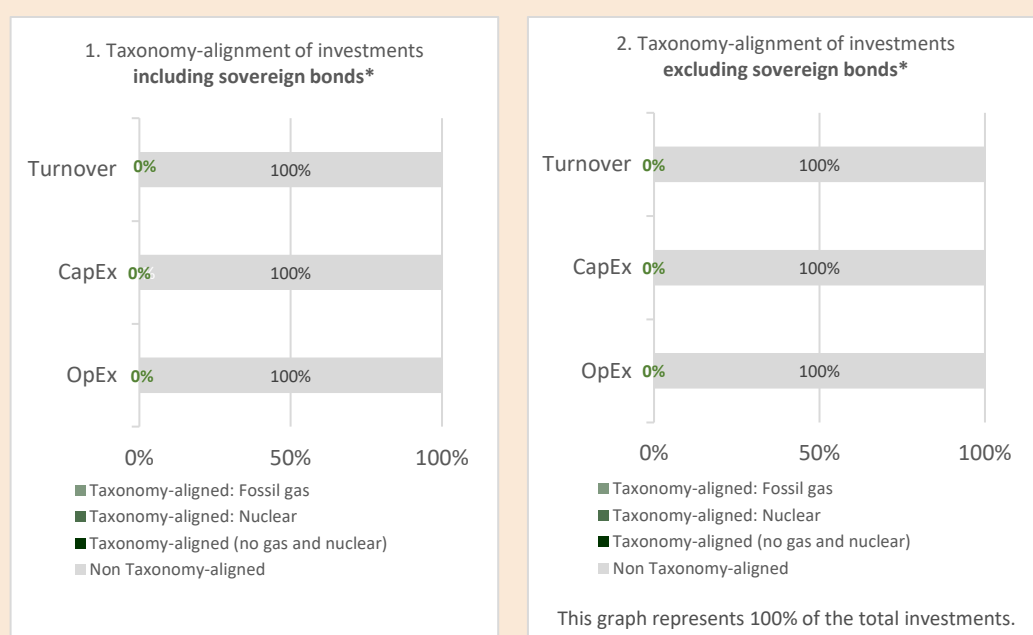 1. Taxonomy-alignment of investments
including sovereign bonds*
Turnover 0% 100%
CapEx 0% 100%
OpEx 0% 100%
0% 50% 100%
Taxonomy-aligned: Fossil gas
Taxonomy-aligned: Nuclear
Taxonomy-aligned (no gas and nuclear)
Non Taxonomy-aligned
2. Taxonomy-alignment of investments
excluding sovereign bonds*
Turnover 0% 100%
CapEx 0% 100%
OpEx 0% 100%
0% 50% 100%
Taxonomy-aligned: Fossil gas
Taxonomy-aligned: Nuclear
Taxonomy-aligned (no gas and nuclear)
Non Taxonomy-aligned
This graph represents 100% of the total investments.